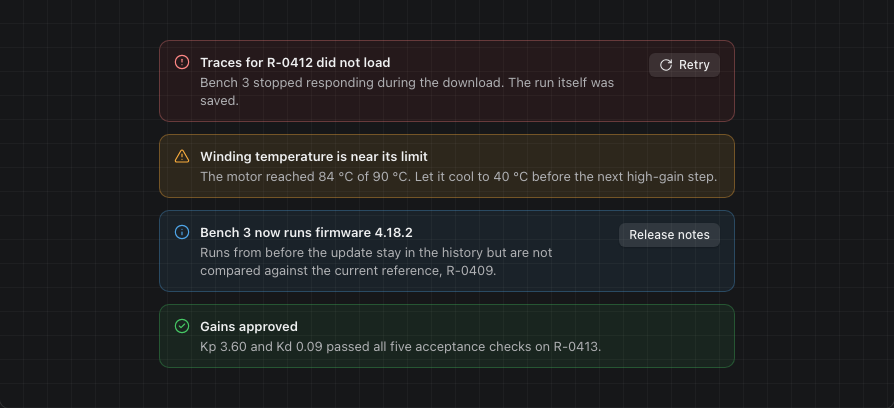 Traces for R-0412 did not load
Retry
Bench 3 stopped responding during the download. The run itself was
saved.
Winding temperature is near its limit
The motor reached 84 °C of 90 °C. Let it cool to 40 °C before the next high-gain step.
Bench 3 now runs firmware 4.18.2
Release notes
Runs from before the update stay in the history but are not
compared against the current reference, R-0409.
Gains approved
Kp 3.60 and Kd 0.09 passed all five acceptance checks on R-0413.